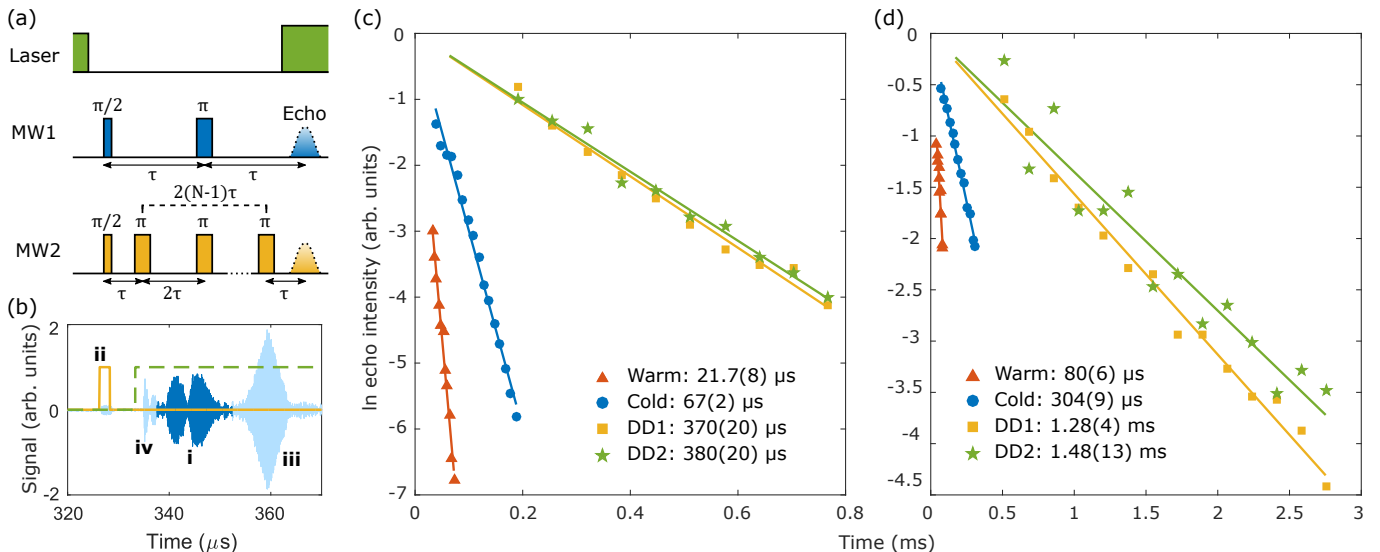 (a)
Laser
π/2 π Echo
MW1
τ τ
2(N-1)τ
π/2 π π π
MW2
τ 2τ τ
(b)
Signal (arb. units)
2
0
-2
ii
iv
i
iii
320 340 360
Time (μs)
(c)
ln echo intensity (arb. units)
0
-1
-2
-3
-4
-5
-6
-7
Warm: 21.7(8) μs
Cold: 67(2) μs
DD1: 370(20) μs
DD2: 380(20) μs
0 0.2 0.4 0.6 0.8
(d)
0
-0.5
-1
-1.5
-2
-2.5
-3
-3.5
-4
-4.5
Warm: 80(6) μs
Cold: 304(9) μs
DD1: 1.28(4) ms
DD2: 1.48(13) ms
0 0.5 1 1.5 2 2.5 3
Time (ms)